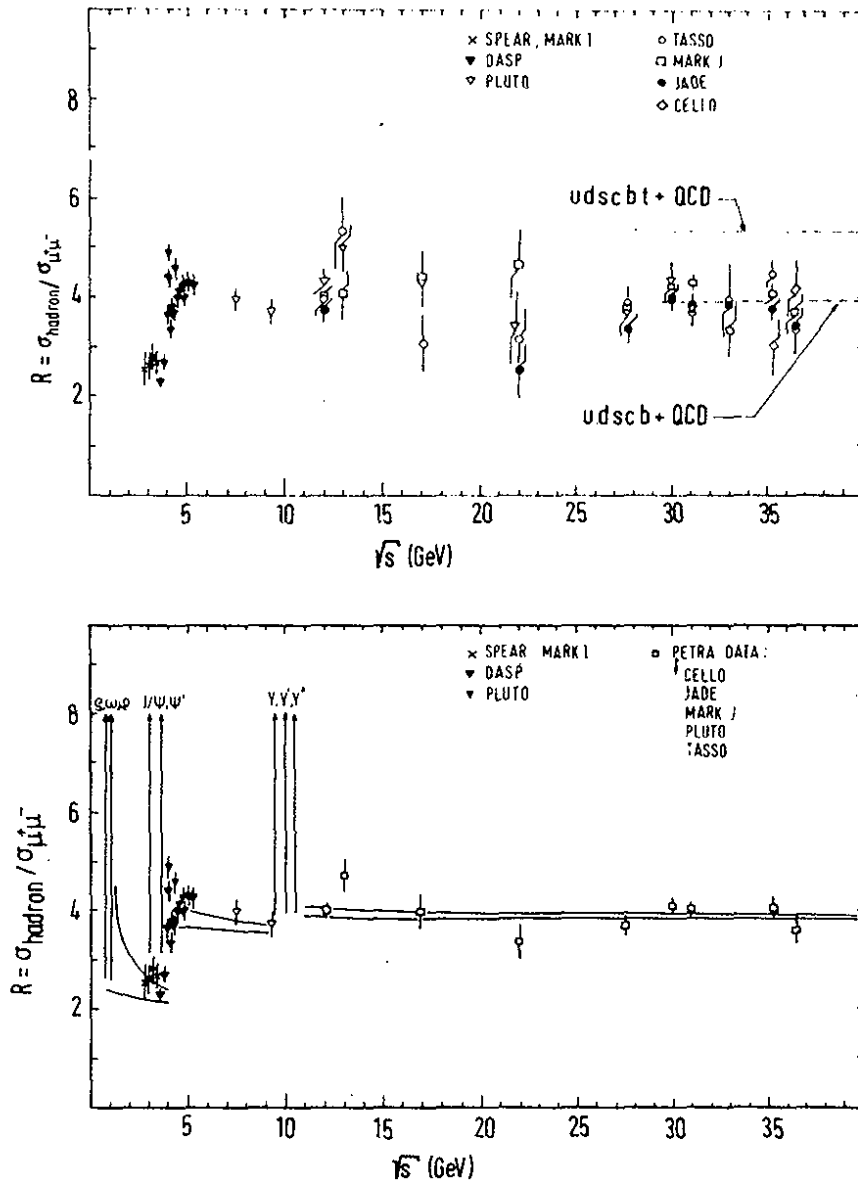 × SPEAR, MARK I
▼ DASP
▽ PLUTO
○ TASSO
□ MARK J
● JADE
◇ CELLO
8
6
4
2
R = σhadron / σμ+μ-
udscbt + QCD
udscb + QCD
5 10 15 20 25 30 35
√s (GeV)
× SPEAR MARK I
▼ DASP
▼ PLUTO
□ PETRA DATA:
CELLO
JADE
MARK J
PLUTO
TASSO
ρ,ω,φ J/ψ,ψ' Υ,Υ',Υ"
8
6
4
2
R = σhadron / σμ+μ-
5 10 15 20 25 30 35
√s (GeV)